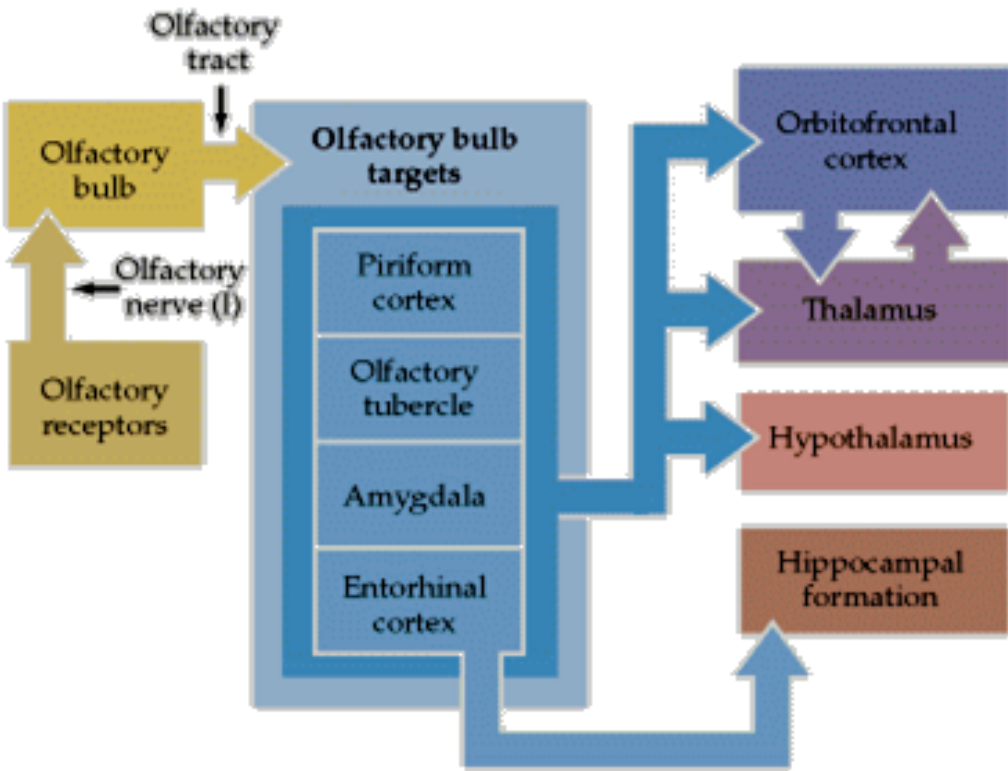 Olfactory
tract
Olfactory
bulb
Olfactory
nerve (I)
Olfactory
receptors
Olfactory bulb
targets
Piriform
cortex
Olfactory
tubercle
Amygdala
Entorhinal
cortex
Orbitofrontal
cortex
Thalamus
Hypothalamus
Hippocampal
formation